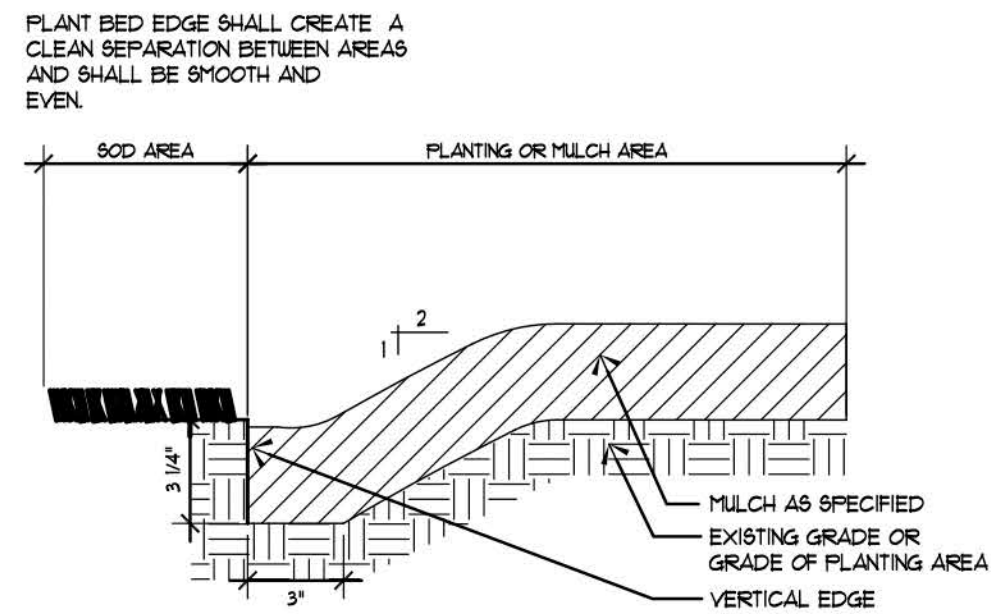 PLANT BED EDGE SHALL CREATE A
CLEAN SEPARATION BETWEEN AREAS
AND SHALL BE SMOOTH AND
EVEN.
SOD AREA
PLANTING OR MULCH AREA
2
1
3 1/4"
MULCH AS SPECIFIED
EXISTING GRADE OR
GRADE OF PLANTING AREA
3"
VERTICAL EDGE